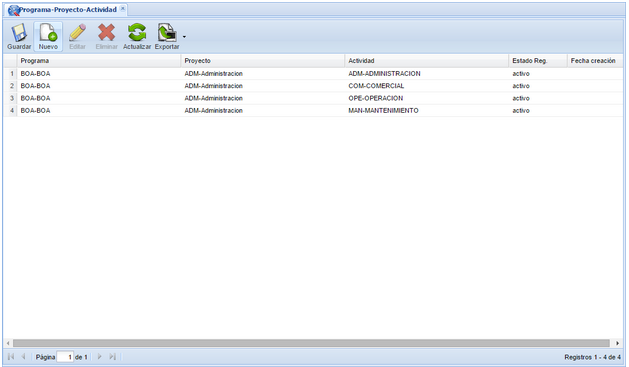 Programa-Proyecto-Actividad
Guardar Nuevo Editar Eliminar Actualizar Exportar
Programa Proyecto Actividad Estado Reg. Fecha creación
1 BOA-BOA ADM-Administracion ADM-ADMINISTRACION activo
2 BOA-BOA ADM-Administracion COM-COMERCIAL activo
3 BOA-BOA ADM-Administracion OPE-OPERACION activo
4 BOA-BOA ADM-Administracion MAN-MANTENIMIENTO activo
Página 1 de 1 Registros 1 - 4 de 4